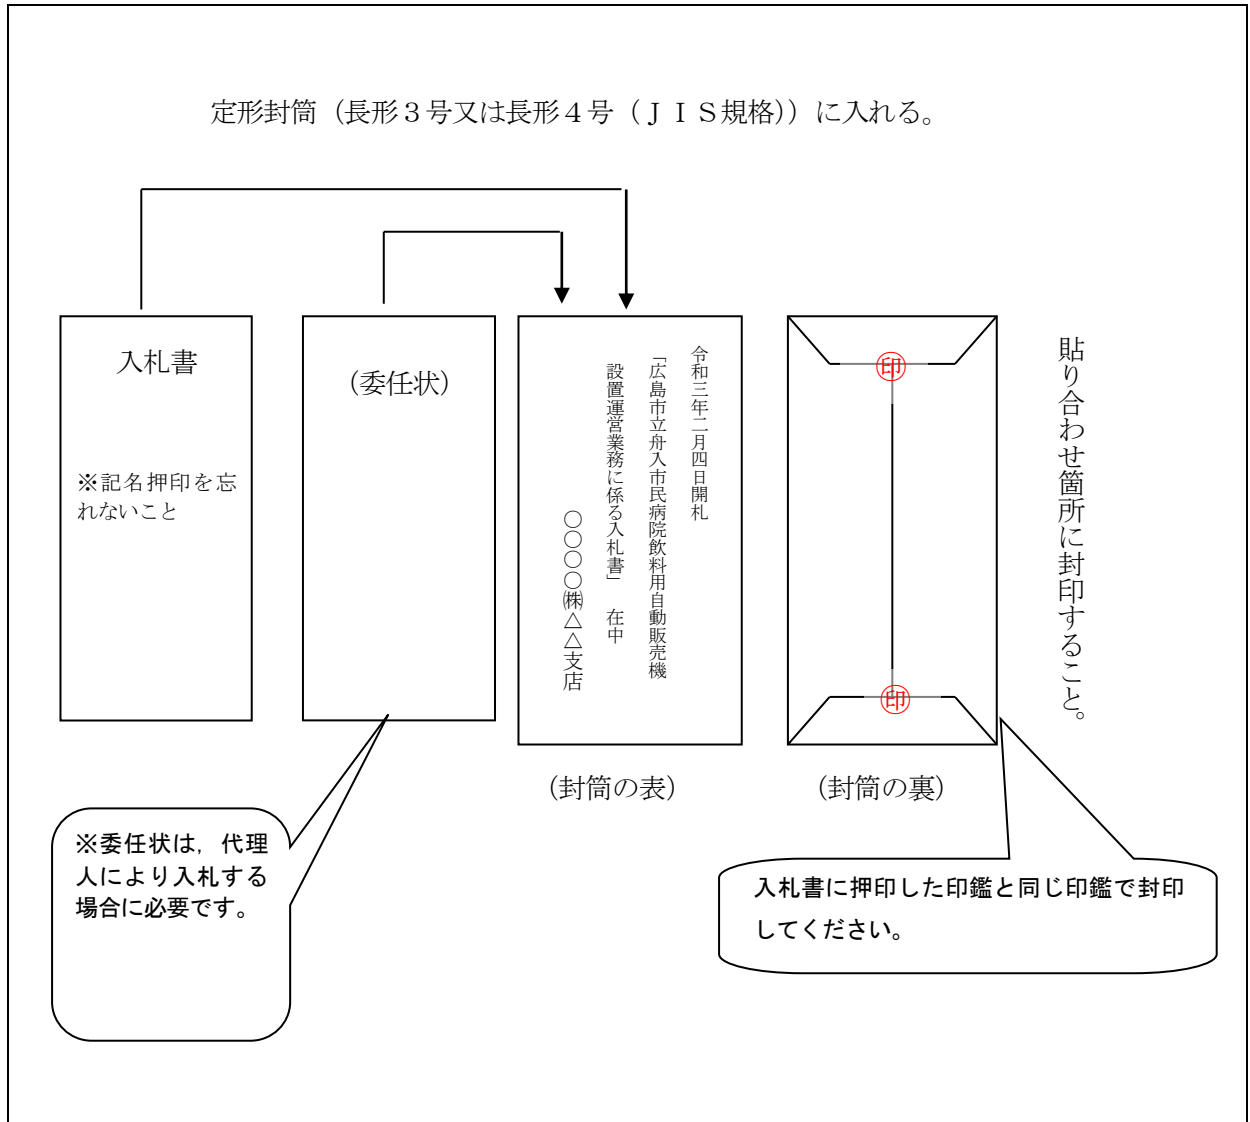 定形封筒（長形３号又は長形４号（ＪＩＳ規格））に入れる。
入札書
※記名押印を忘
れないこと
（委任状）
令和三年二月四日開札
「広島市立舟入市民病院飲料用自動販売機
設置運営業務に係る入札書」　在中
〇〇〇〇㈱△△支店
印
印
貼り合わせ箇所に封印すること。
（封筒の表）
（封筒の裏）
※委任状は，代理
人により入札する
場合に必要です。
入札書に押印した印鑑と同じ印鑑で封印
してください。